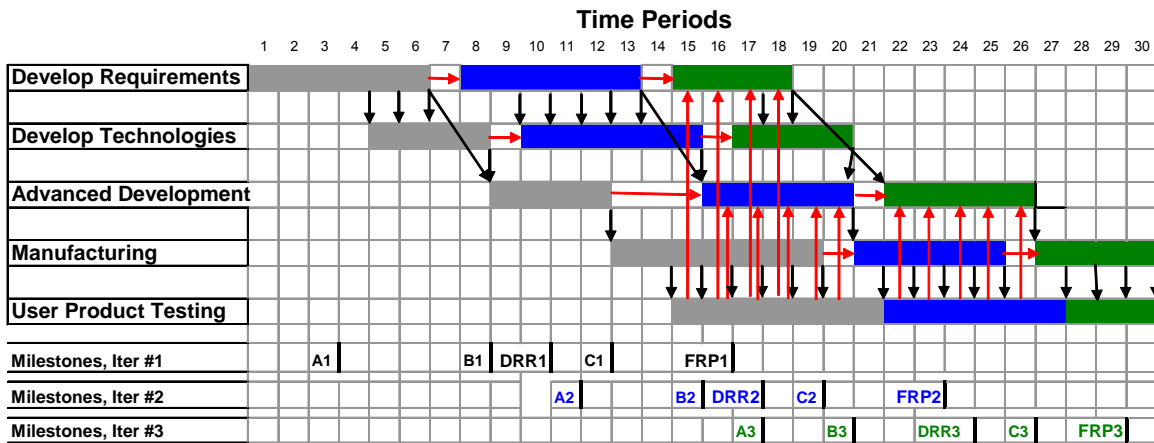 Time Periods
1 2 3 4 5 6 7 8 9 10 11 12 13 14 15 16 17 18 19 20 21 22 23 24 25 26 27 28 29 30
Develop Requirements
Develop Technologies
Advanced Development
Manufacturing
User Product Testing
Milestones, Iter #1 A1 B1 DRR1 C1 FRP1
Milestones, Iter #2 A2 B2 DRR2 C2 FRP2
Milestones, Iter #3 A3 B3 DRR3 C3 FRP3